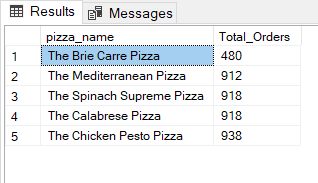 Results Messages
pizza_name Total_Orders
1 The Brie Carre Pizza 480
2 The Mediterranean Pizza 912
3 The Spinach Supreme Pizza 918
4 The Calabrese Pizza 918
5 The Chicken Pesto Pizza 938